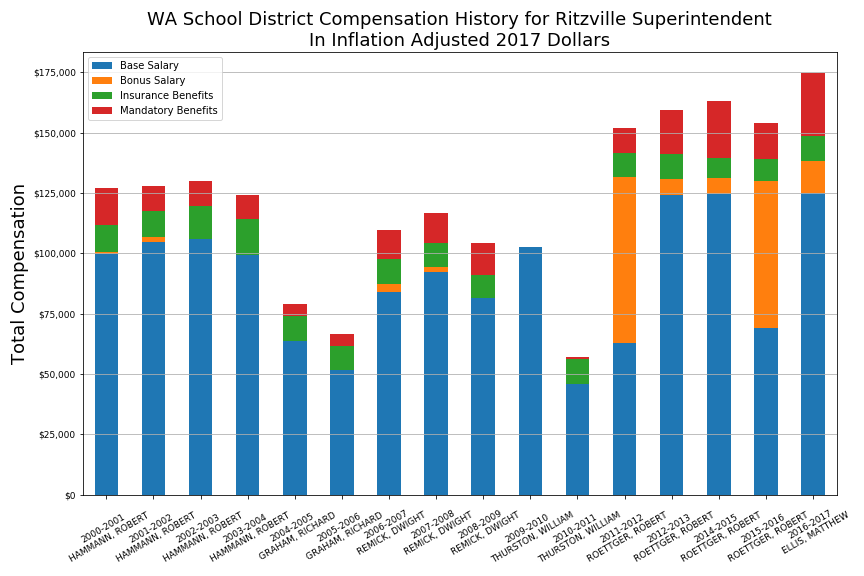 WA School District Compensation History for Ritzville Superintendent
In Inflation Adjusted 2017 Dollars
Base Salary
Bonus Salary
Insurance Benefits
Mandatory Benefits
Total Compensation
$175,000
$150,000
$125,000
$100,000
$75,000
$50,000
$25,000
$0
2000-2001
HAMMANN, ROBERT
2001-2002
HAMMANN, ROBERT
2002-2003
HAMMANN, ROBERT
2003-2004
HAMMANN, ROBERT
2004-2005
GRAHAM, RICHARD
2005-2006
GRAHAM, RICHARD
2006-2007
REMICK, DWIGHT
2007-2008
REMICK, DWIGHT
2008-2009
REMICK, DWIGHT
2009-2010
THURSTON, WILLIAM
2010-2011
THURSTON, WILLIAM
2011-2012
ROETTGER, ROBERT
2012-2013
ROETTGER, ROBERT
2014-2015
ROETTGER, ROBERT
2015-2016
ROETTGER, ROBERT
2016-2017
ELLIS, MATTHEW